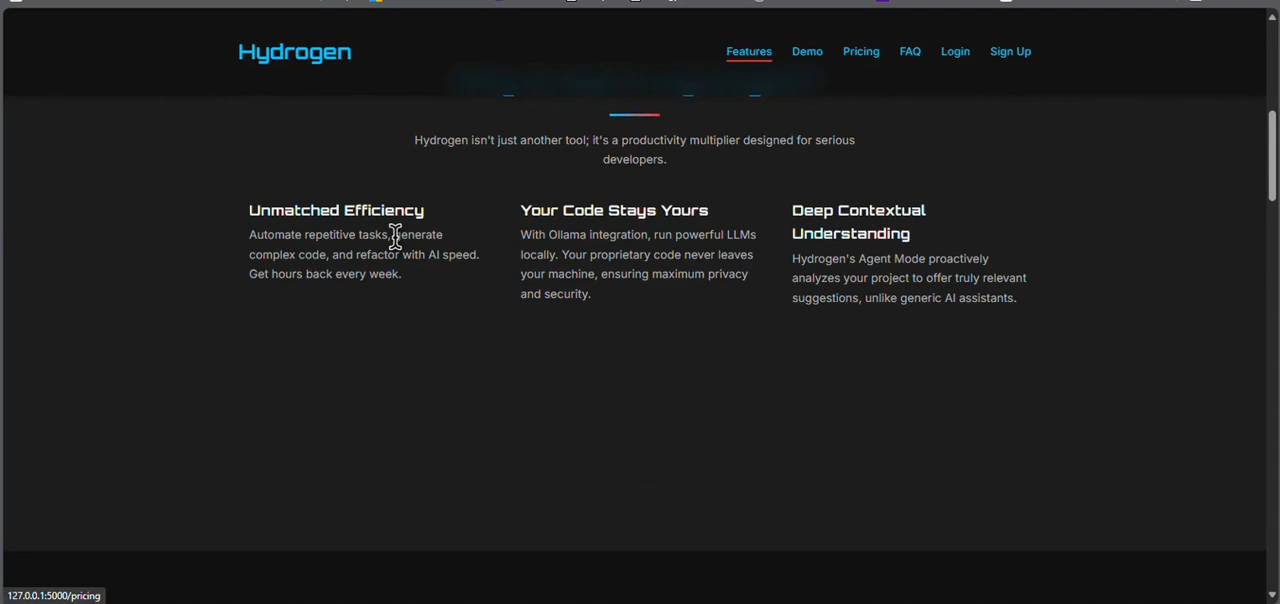 Hydrogen
Features Demo Pricing FAQ Login Sign Up
Hydrogen isn't just another tool; it's a productivity multiplier designed for serious
developers.
Unmatched Efficiency
Automate repetitive tasks, generate
complex code, and refactor with AI speed.
Get hours back every week.
Your Code Stays Yours
With Ollama integration, run powerful LLMs
locally. Your proprietary code never leaves
your machine, ensuring maximum privacy
and security.
Deep Contextual
Understanding
Hydrogen's Agent Mode proactively
analyzes your project to offer truly relevant
suggestions, unlike generic AI assistants.
127.0.0.1:5000/pricing